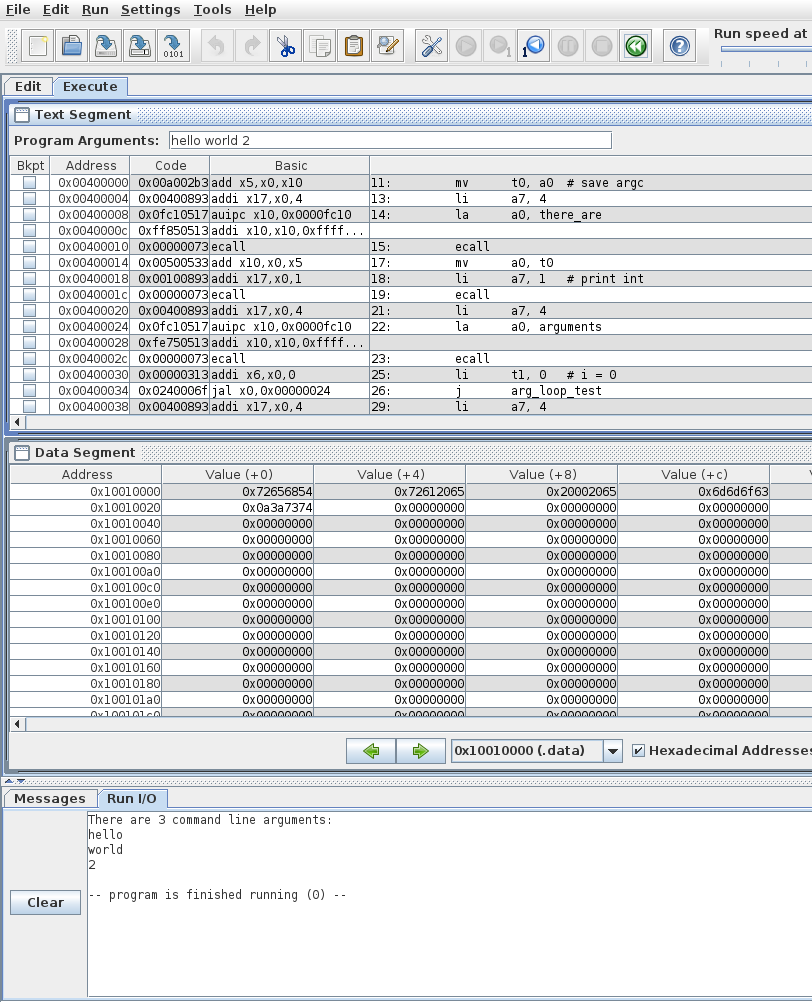 File Edit Run Settings Tools Help
0101 1 1 Run speed at
Edit Execute
Text Segment
Program Arguments: hello world 2
Bkpt Address Code Basic
0x00400000 0x00a002b3 add x5,x0,x10 11: mv t0, a0 # save argc
0x00400004 0x00400893 addi x17,x0,4 13: li a7, 4
0x00400008 0x0fc10517 auipc x10,0x0000fc10 14: la a0, there_are
0x0040000c 0xff850513 addi x10,x10,0xffff...
0x00400010 0x00000073 ecall 15: ecall
0x00400014 0x00500533 add x10,x0,x5 17: mv a0, t0
0x00400018 0x00100893 addi x17,x0,1 18: li a7, 1 # print int
0x0040001c 0x00000073 ecall 19: ecall
0x00400020 0x00400893 addi x17,x0,4 21: li a7, 4
0x00400024 0x0fc10517 auipc x10,0x0000fc10 22: la a0, arguments
0x00400028 0xfe750513 addi x10,x10,0xffff...
0x0040002c 0x00000073 ecall 23: ecall
0x00400030 0x00000313 addi x6,x0,0 25: li t1, 0 # i = 0
0x00400034 0x0240006f jal x0,0x00000024 26: j arg_loop_test
0x00400038 0x00400893 addi x17,x0,4 29: li a7, 4
Data Segment
Address Value (+0) Value (+4) Value (+8) Value (+c)
0x10010000 0x72656854 0x72612065 0x20002065 0x6d6d6f63
0x10010020 0x0a3a7374 0x00000000 0x00000000 0x00000000
0x10010040 0x00000000 0x00000000 0x00000000 0x00000000
0x10010060 0x00000000 0x00000000 0x00000000 0x00000000
0x10010080 0x00000000 0x00000000 0x00000000 0x00000000
0x100100a0 0x00000000 0x00000000 0x00000000 0x00000000
0x100100c0 0x00000000 0x00000000 0x00000000 0x00000000
0x100100e0 0x00000000 0x00000000 0x00000000 0x00000000
0x10010100 0x00000000 0x00000000 0x00000000 0x00000000
0x10010120 0x00000000 0x00000000 0x00000000 0x00000000
0x10010140 0x00000000 0x00000000 0x00000000 0x00000000
0x10010160 0x00000000 0x00000000 0x00000000 0x00000000
0x10010180 0x00000000 0x00000000 0x00000000 0x00000000
0x100101a0 0x00000000 0x00000000 0x00000000 0x00000000
0x100101c0 0x00000000 0x00000000 0x00000000 0x00000000
0x10010000 (.data) Hexadecimal Addresses
Messages Run I/O
There are 3 command line arguments:
hello
world
2
-- program is finished running (0) --
Clear